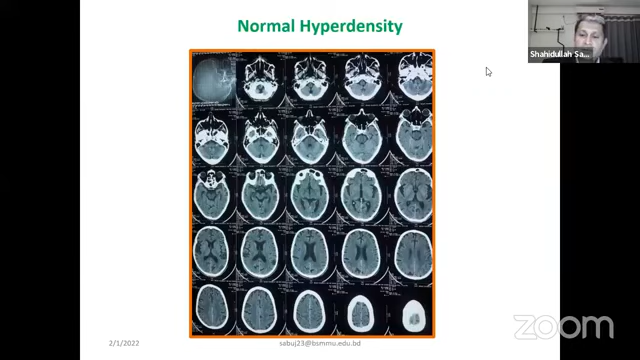 Normal Hyperdensity
Shahidullah Sa...
2/1/2022
sabuj23@bsmmu.edu.bd
zoom